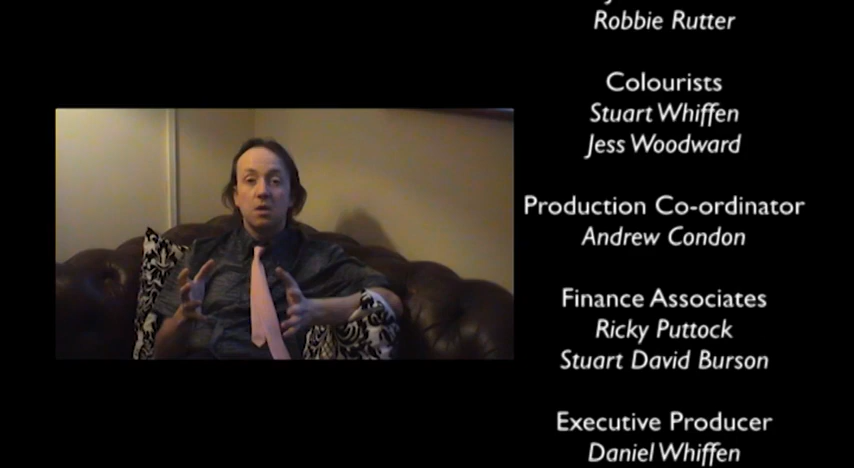 Robbie Rutter
Colourists
Stuart Whiffen
Jess Woodward
Production Co-ordinator
Andrew Condon
Finance Associates
Ricky Puttock
Stuart David Burson
Executive Producer
Daniel Whiffen